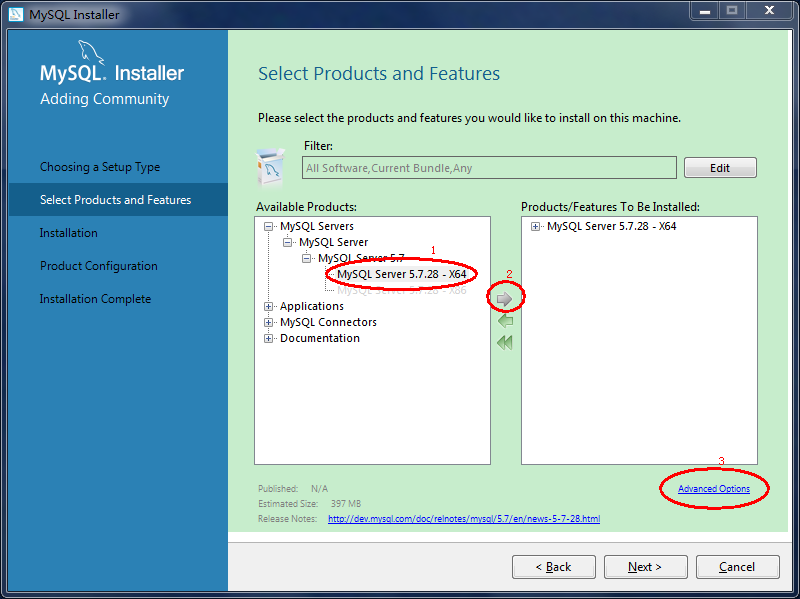 MySQL Installer
MySQL. Installer
Adding Community
Choosing a Setup Type
Select Products and Features
Installation
Product Configuration
Installation Complete
Select Products and Features
Please select the products and features you would like to install on this machine.
Filter:
All Software,Current Bundle,Any
Edit
Available Products:
MySQL Servers
MySQL Server
1
MySQL Server 5.7
MySQL Server 5.7.28 - X64
MySQL Server 5.7.28 - X86
Applications
MySQL Connectors
Documentation
2
Products/Features To Be Installed:
MySQL Server 5.7.28 - X64
3
Advanced Options
Published: N/A
Estimated Size: 397 MB
Release Notes: http://dev.mysql.com/doc/relnotes/mysql/5.7/en/news-5-7-28.html
< Back
Next >
Cancel